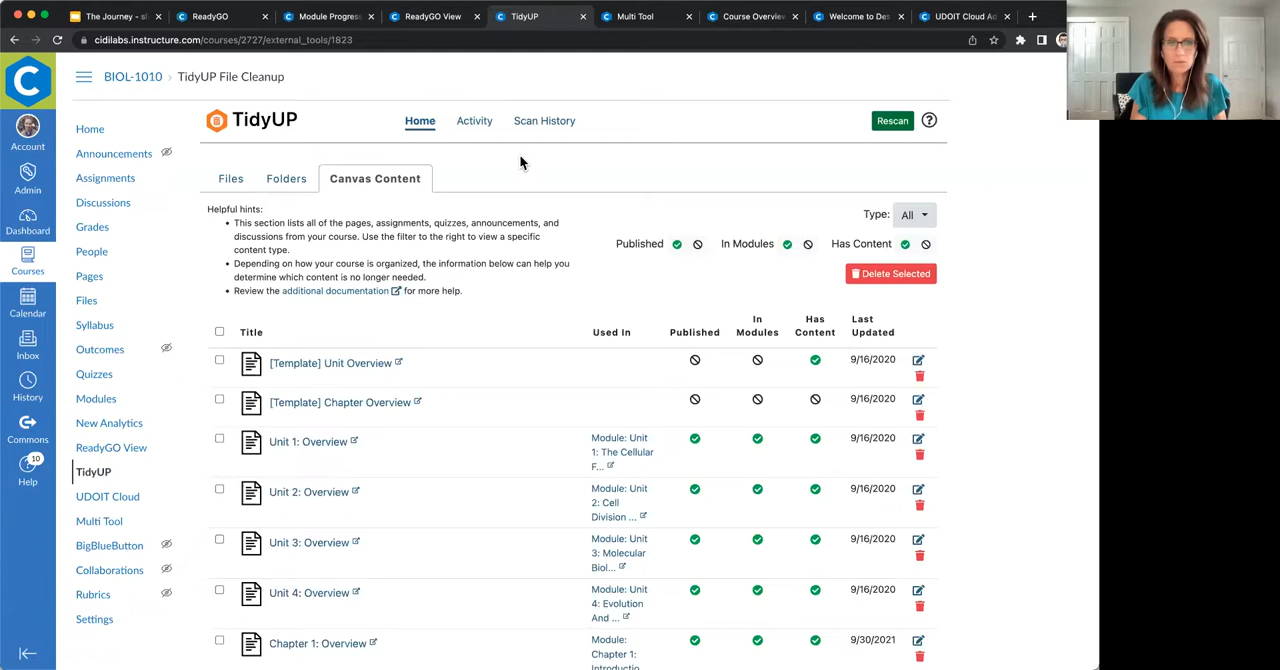 The Journey - sl
ReadyGO
Module Progres
ReadyGO View
TidyUP
Multi Tool
Course Overvie
Welcome to Des
UDOIT Cloud Ad
cidilabs.instructure.com/courses/2727/external_tools/1823
BIOL-1010 › TidyUP File Cleanup
Account
Admin
Dashboard
Courses
Calendar
Inbox
History
Commons
10
Help
Home
Announcements
Assignments
Discussions
Grades
People
Pages
Files
Syllabus
Outcomes
Quizzes
Modules
New Analytics
ReadyGO View
TidyUP
UDOIT Cloud
Multi Tool
BigBlueButton
Collaborations
Rubrics
Settings
TidyUP
Home Activity Scan History
Rescan
Files Folders Canvas Content
Helpful hints:
• This section lists all of the pages, assignments, quizzes, announcements, and
discussions from your course. Use the filter to the right to view a specific
content type.
• Depending on how your course is organized, the information below can help you
determine which content is no longer needed.
• Review the additional documentation for more help.
Type: All
Published In Modules Has Content
Delete Selected
Title Used In Published In Modules Has Content Last Updated
[Template] Unit Overview 9/16/2020
[Template] Chapter Overview 9/16/2020
Unit 1: Overview Module: Unit 1: The Cellular F... 9/16/2020
Unit 2: Overview Module: Unit 2: Cell Division ... 9/16/2020
Unit 3: Overview Module: Unit 3: Molecular Biol... 9/16/2020
Unit 4: Overview Module: Unit 4: Evolution And ... 9/16/2020
Chapter 1: Overview Module: Chapter 1: Introductio 9/30/2021